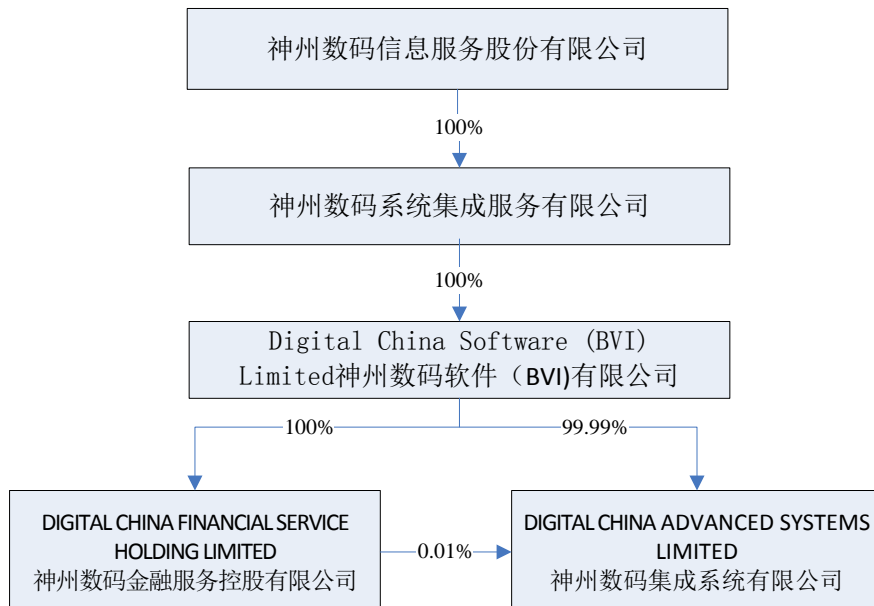 神州数码信息服务股份有限公司
100%
神州数码系统集成服务有限公司
100%
Digital China Software (BVI)
Limited神州数码软件（BVI)有限公司
100%
99.99%
DIGITAL CHINA FINANCIAL SERVICE
HOLDING LIMITED
神州数码金融服务控股有限公司
0.01%
DIGITAL CHINA ADVANCED SYSTEMS
LIMITED
神州数码集成系统有限公司